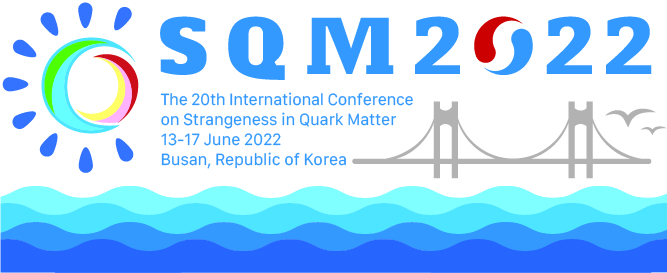 SQM2022
The 20th International Conference
on Strangeness in Quark Matter
13-17 June 2022
Busan, Republic of Korea